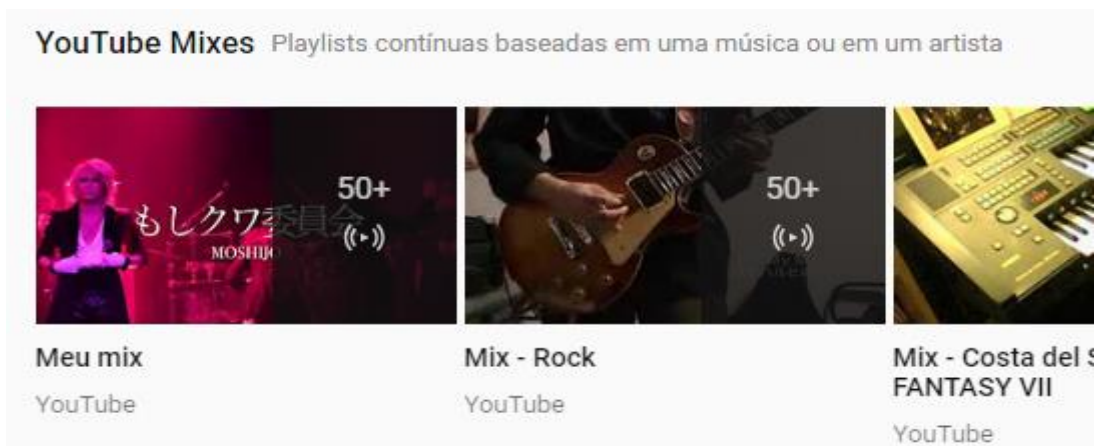 YouTube Mixes Playlists contínuas baseadas em uma música ou em um artista
もしクワ委員会
50+
50+
Meu mix
Mix - Rock
Mix - Costa del
FANTASY VII
YouTube
YouTube
YouTube